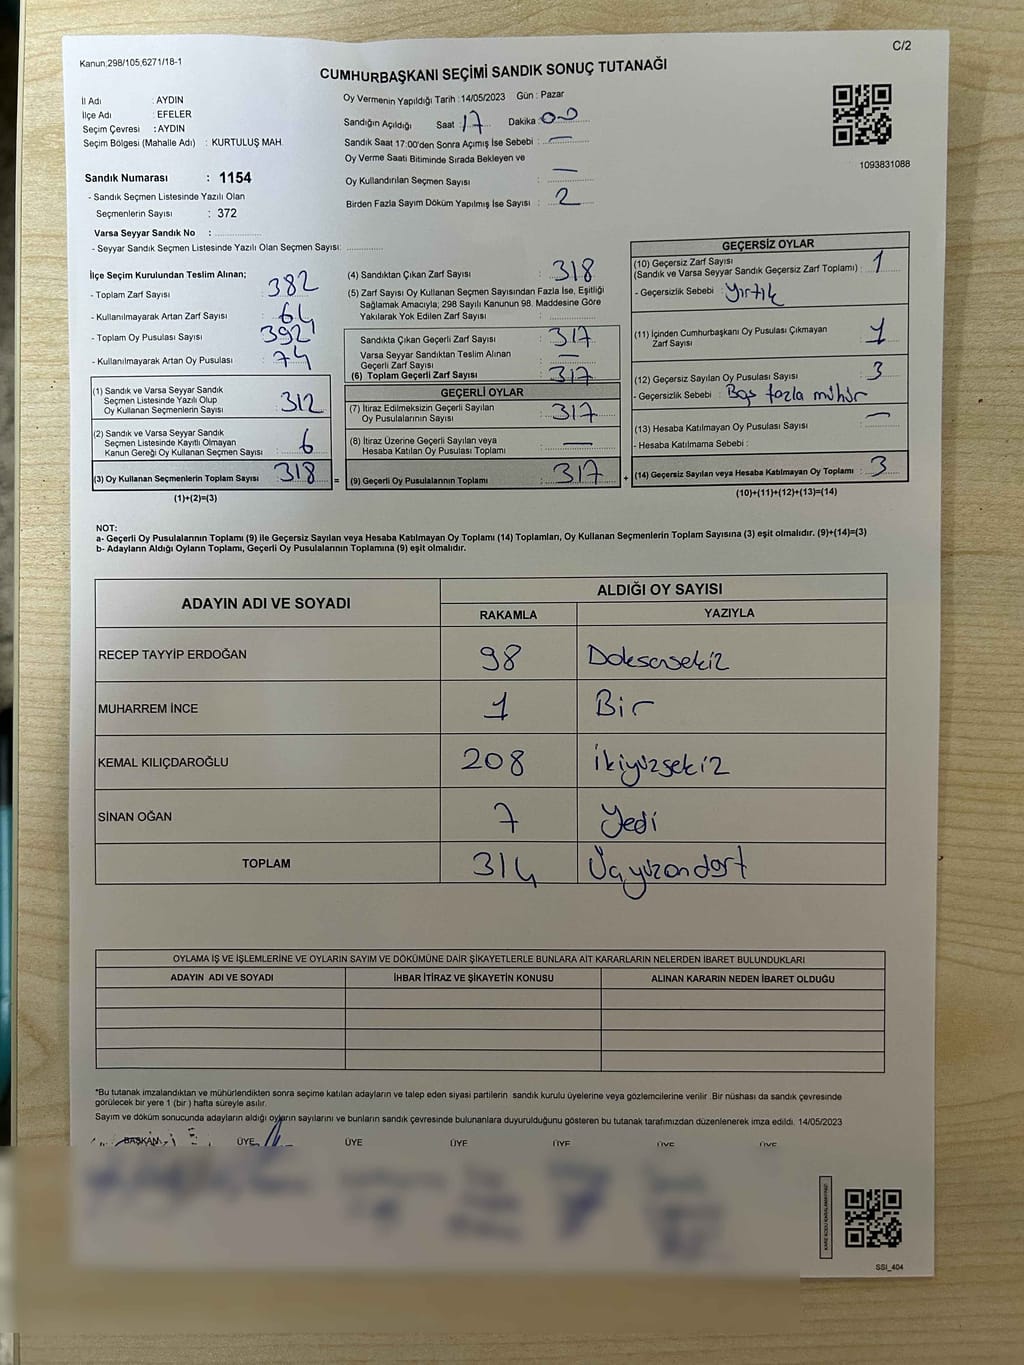 Kanun;298/105,6271/18-1
C/2
CUMHURBAŞKANI SEÇİMİ SANDIK SONUÇ TUTANAĞI
İl Adı : AYDIN
İlçe Adı : EFELER
Seçim Çevresi : AYDIN
Seçim Bölgesi (Mahalle Adı) : KURTULUŞ MAH.
Oy Vermenin Yapıldığı Tarih : 14/05/2023 Gün : Pazar
Sandığın Açıldığı Saat : 17 Dakika : 00
Sandık Saat 17:00'den Sonra Açımış İse Sebebi : —
Oy Verme Saati Bitiminde Sırada Bekleyen ve
Oy Kullandırılan Seçmen Sayısı : —
Birden Fazla Sayım Döküm Yapılmış İse Sayısı : 2
1093831088
Sandık Numarası : 1154
- Sandık Seçmen Listesinde Yazılı Olan
Seçmenlerin Sayısı : 372
Varsa Seyyar Sandık No :
- Seyyar Sandık Listesinde Yazılı Olan Seçmen Sayısı:
İlçe Seçim Kurulundan Teslim Alınan;
- Toplam Zarf Sayısı : 382
- Kullanılmayarak Artan Zarf Sayısı : 64
- Toplam Oy Pusulası Sayısı : 392
- Kullanılmayarak Artan Oy Pusulası : 74
(1) Sandık ve Varsa Seyyar Sandık
Seçmen Listesinde Yazılı Olup
Oy Kullanan Seçmenlerin Sayısı : 312
(2) Sandık ve Varsa Seyyar Sandık
Seçmen Listesinde Kayıtlı Olmayan
Kanun Gereği Oy Kullanan Seçmen Sayısı : 6
(3) Oy Kullanan Seçmenlerin Toplam Sayısı : 318 =
(1)+(2)=(3)
(4) Sandıktan Çıkan Zarf Sayısı : 318
(5) Zarf Sayısı Oy Kullanan Seçmen Sayısından Fazla İse, Eşitliği
Sağlamak Amacıyla; 298 Sayılı Kanunun 98. Maddesine Göre
Yakılarak Yok Edilen Zarf Sayısı :
Sandıkta Çıkan Geçerli Zarf Sayısı : 317
Varsa Seyyar Sandıktan Teslim Alınan
Geçerli Zarf Sayısı : —
(6) Toplam Geçerli Zarf Sayısı : 317
GEÇERLİ OYLAR
(7) İtiraz Edilmeksizin Geçerli Sayılan
Oy Pusulalarının Sayısı : 317
(8) İtiraz Üzerine Geçerli Sayılan veya
Hesaba Katılan Oy Pusulası Toplamı : —
(9) Geçerli Oy Pusulalarının Toplamı : 317 +
GEÇERSİZ OYLAR
(10) Geçersiz Zarf Sayısı
(Sandık ve Varsa Seyyar Sandık Geçersiz Zarf Toplamı) : 1
- Geçersizlik Sebebi : Yırtık
(11) İçinden Cumhurbaşkanı Oy Pusulası Çıkmayan
Zarf Sayısı : 1
(12) Geçersiz Sayılan Oy Pusulası Sayısı : 3
- Geçersizlik Sebebi : Boş fazla mühür
(13) Hesaba Katılmayan Oy Pusulası Sayısı : —
- Hesaba Katılmama Sebebi :
(14) Geçersiz Sayılan veya Hesaba Katılmayan Oy Toplamı : 3
(10)+(11)+(12)+(13)=(14)
NOT:
a- Geçerli Oy Pusulalarının Toplamı (9) ile Geçersiz Sayılan veya Hesaba Katılmayan Oy Toplamı (14) Toplamları, Oy Kullanan Seçmenlerin Toplam Sayısına (3) eşit olmalıdır. (9)+(14)=(3)
b- Adayların Aldığı Oyların Toplamı, Geçerli Oy Pusulalarının Toplamına (9) eşit olmalıdır.
ADAYIN ADI VE SOYADI
ALDIĞI OY SAYISI
RAKAMLA YAZIYLA
RECEP TAYYİP ERDOĞAN 98 Doksansekiz
MUHARREM İNCE 1 Bir
KEMAL KILIÇDAROĞLU 208 İkiyüzsekiz
SİNAN OĞAN 7 Yedi
TOPLAM 314 Üçyüzondört
OYLAMA İŞ VE İŞLEMLERİNE VE OYLARIN SAYIM VE DÖKÜMÜNE DAİR ŞİKAYETLERLE BUNLARA AİT KARARLARIN NELERDEN İBARET BULUNDUKLARI
ADAYIN ADI VE SOYADI İHBAR İTİRAZ VE ŞİKAYETİN KONUSU ALINAN KARARIN NEDEN İBARET OLDUĞU
*Bu tutanak imzalandıktan ve mühürlendikten sonra seçime katılan adayların ve talep eden siyasi partilerin sandık kurulu üyelerine veya gözlemcilerine verilir .Bir nüshası da sandık çevresinde
görülecek bir yere 1 (bir ) hafta süreyle asılır.
Sayım ve döküm sonucunda adayların aldığı oyların sayılarını ve bunların sandık çevresinde bulunanlara duyurulduğunu gösteren bu tutanak tarafımızdan düzenlenerek imza edildi. 14/05/2023
BAŞKAN ÜYE ÜYE ÜYE ÜYE ÜYE ÜYE
SSİ_404